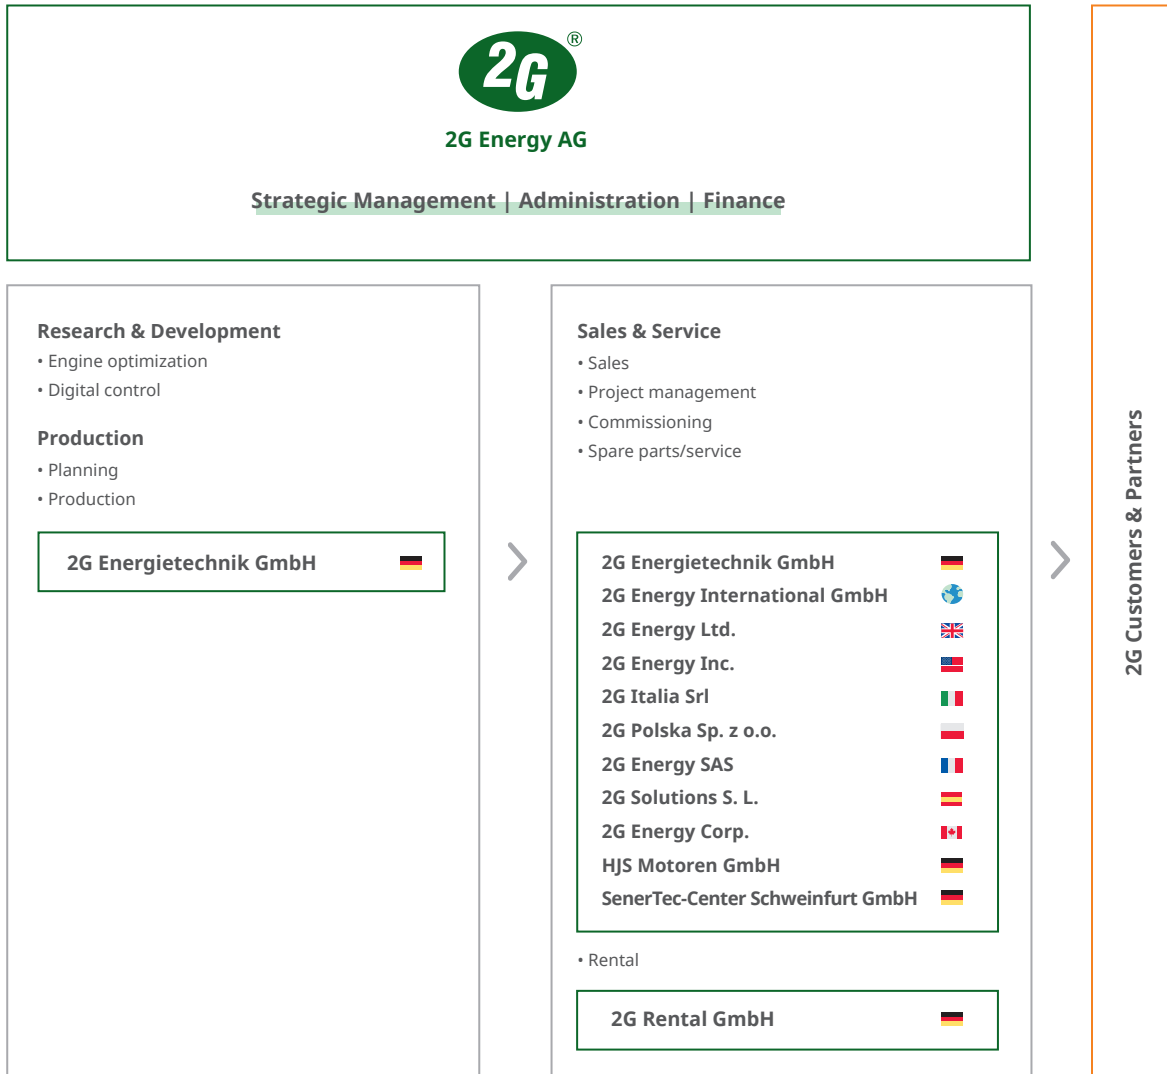 2G®
2G Energy AG
Strategic Management | Administration | Finance
Research & Development
• Engine optimization
• Digital control
Production
• Planning
• Production
2G Energietechnik GmbH
Sales & Service
• Sales
• Project management
• Commissioning
• Spare parts/service
2G Energietechnik GmbH
2G Energy International GmbH
2G Energy Ltd.
2G Energy Inc.
2G Italia Srl
2G Polska Sp. z o.o.
2G Energy SAS
2G Solutions S. L.
2G Energy Corp.
HJS Motoren GmbH
SenerTec-Center Schweinfurt GmbH
• Rental
2G Rental GmbH
2G Customers & Partners